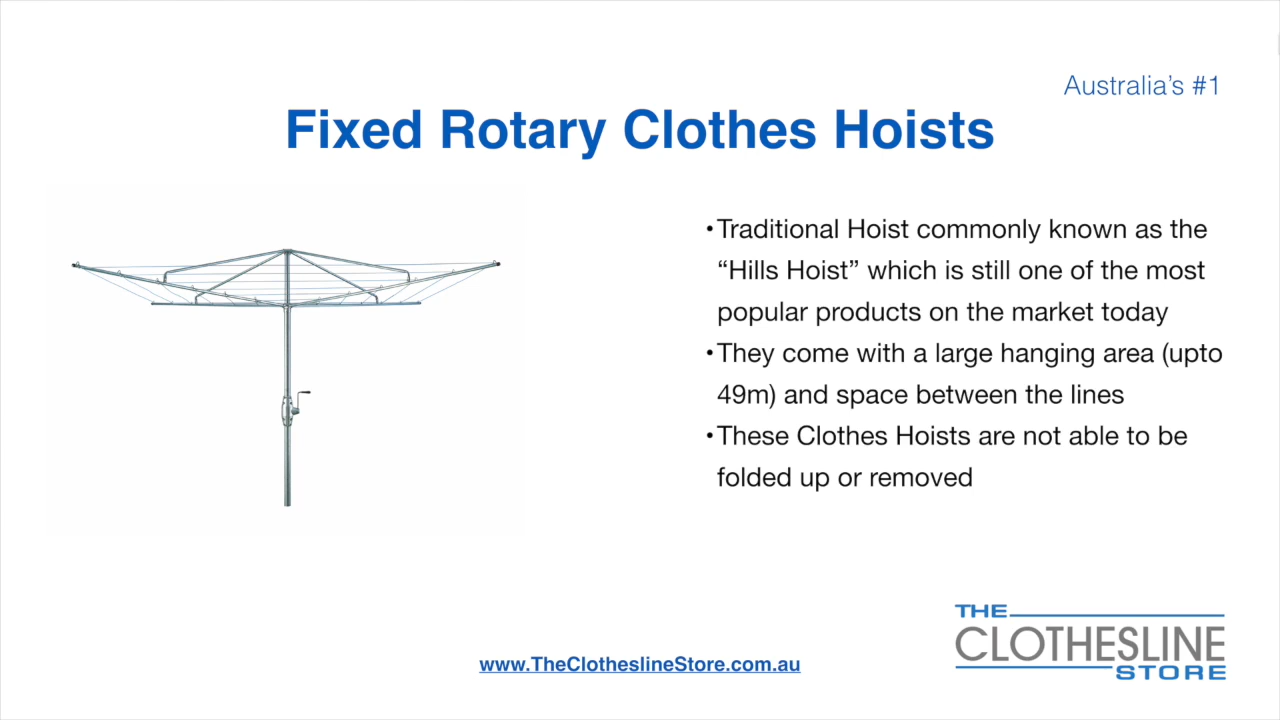 Australia's #1
Fixed Rotary Clothes Hoists
•Traditional Hoist commonly known as the
“Hills Hoist” which is still one of the most
popular products on the market today
•They come with a large hanging area (upto
49m) and space between the lines
•These Clothes Hoists are not able to be
folded up or removed
www.TheClotheslineStore.com.au
THE
CLOTHESLINE
STORE